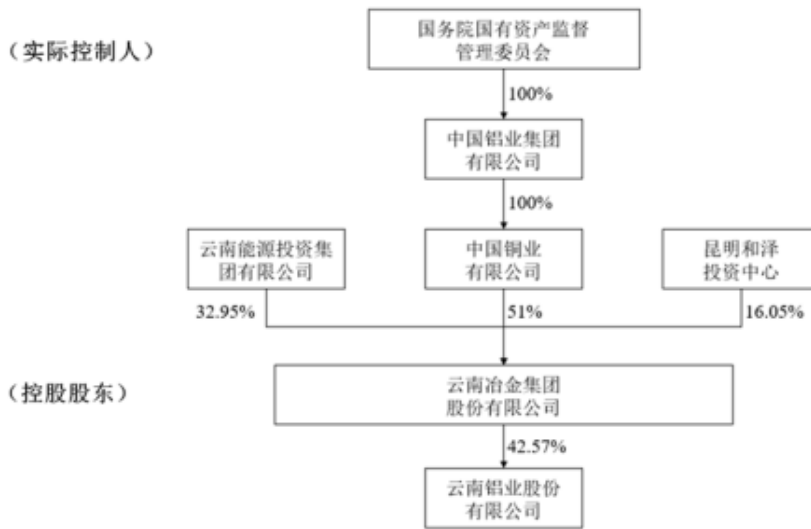 国务院国有资产监督
管理委员会
（实际控制人）
100%
中国铝业集团
有限公司
100%
云南能源投资集
团有限公司
中国铜业
有限公司
昆明和泽
投资中心
32.95%
51%
16.05%
云南冶金集团
股份有限公司
（控股股东）
42.57%
云南铝业股份
有限公司